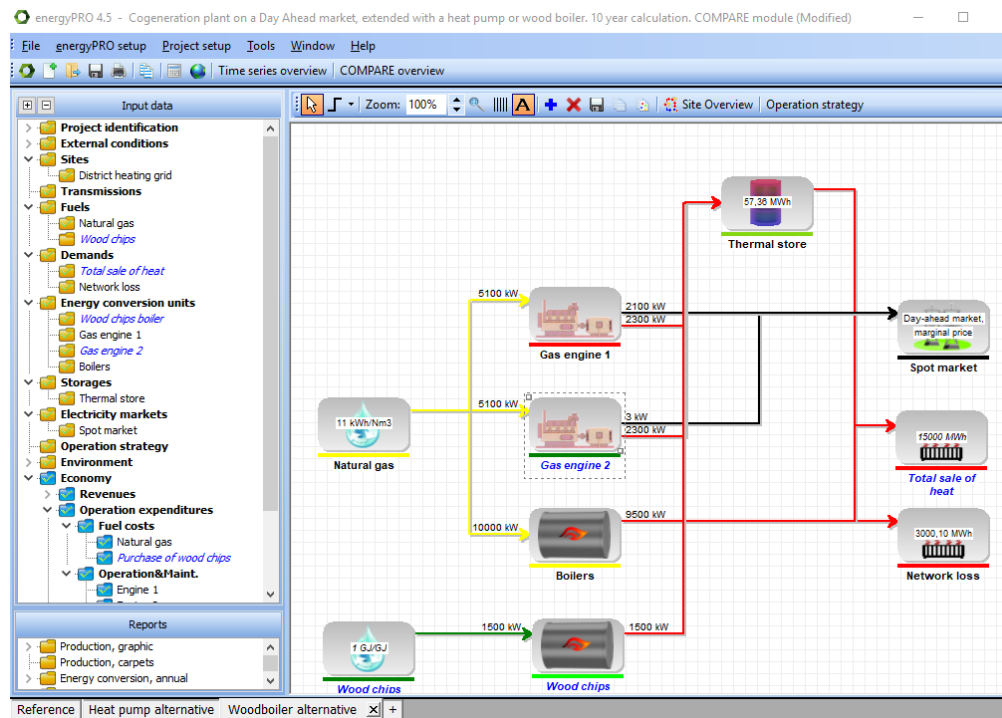 energyPRO 4.5 - Cogeneration plant on a Day Ahead market, extended with a heat pump or wood boiler. 10 year calculation. COMPARE module (Modified)
File energyPRO setup Project setup Tools Window Help
Time series overview COMPARE overview
Input data
Project identification
External conditions
Sites
District heating grid
Transmissions
Fuels
Natural gas
Wood chips
Demands
Total sale of heat
Network loss
Energy conversion units
Wood chips boiler
Gas engine 1
Gas engine 2
Boilers
Storages
Thermal store
Electricity markets
Spot market
Operation strategy
Environment
Economy
Revenues
Operation expenditures
Fuel costs
Natural gas
Purchase of wood chips
Operation&Maint.
Engine 1
Reports
Production, graphic
Production, carpets
Energy conversion, annual
Zoom: 100% A Site Overview Operation strategy
57,36 MWh
Thermal store
5100 kW
2100 kW
2300 kW
Gas engine 1
Day-ahead market,
marginal price
Spot market
5100 kW
3 kW
2300 kW
Gas engine 2
11 kWh/Nm3
Natural gas
15000 MWh
Total sale of
heat
10000 kW
9500 kW
Boilers
3000,10 MWh
Network loss
1500 kW
1500 kW
1 GJ/GJ
Wood chips
Wood chips
Reference Heat pump alternative Woodboiler alternative x +